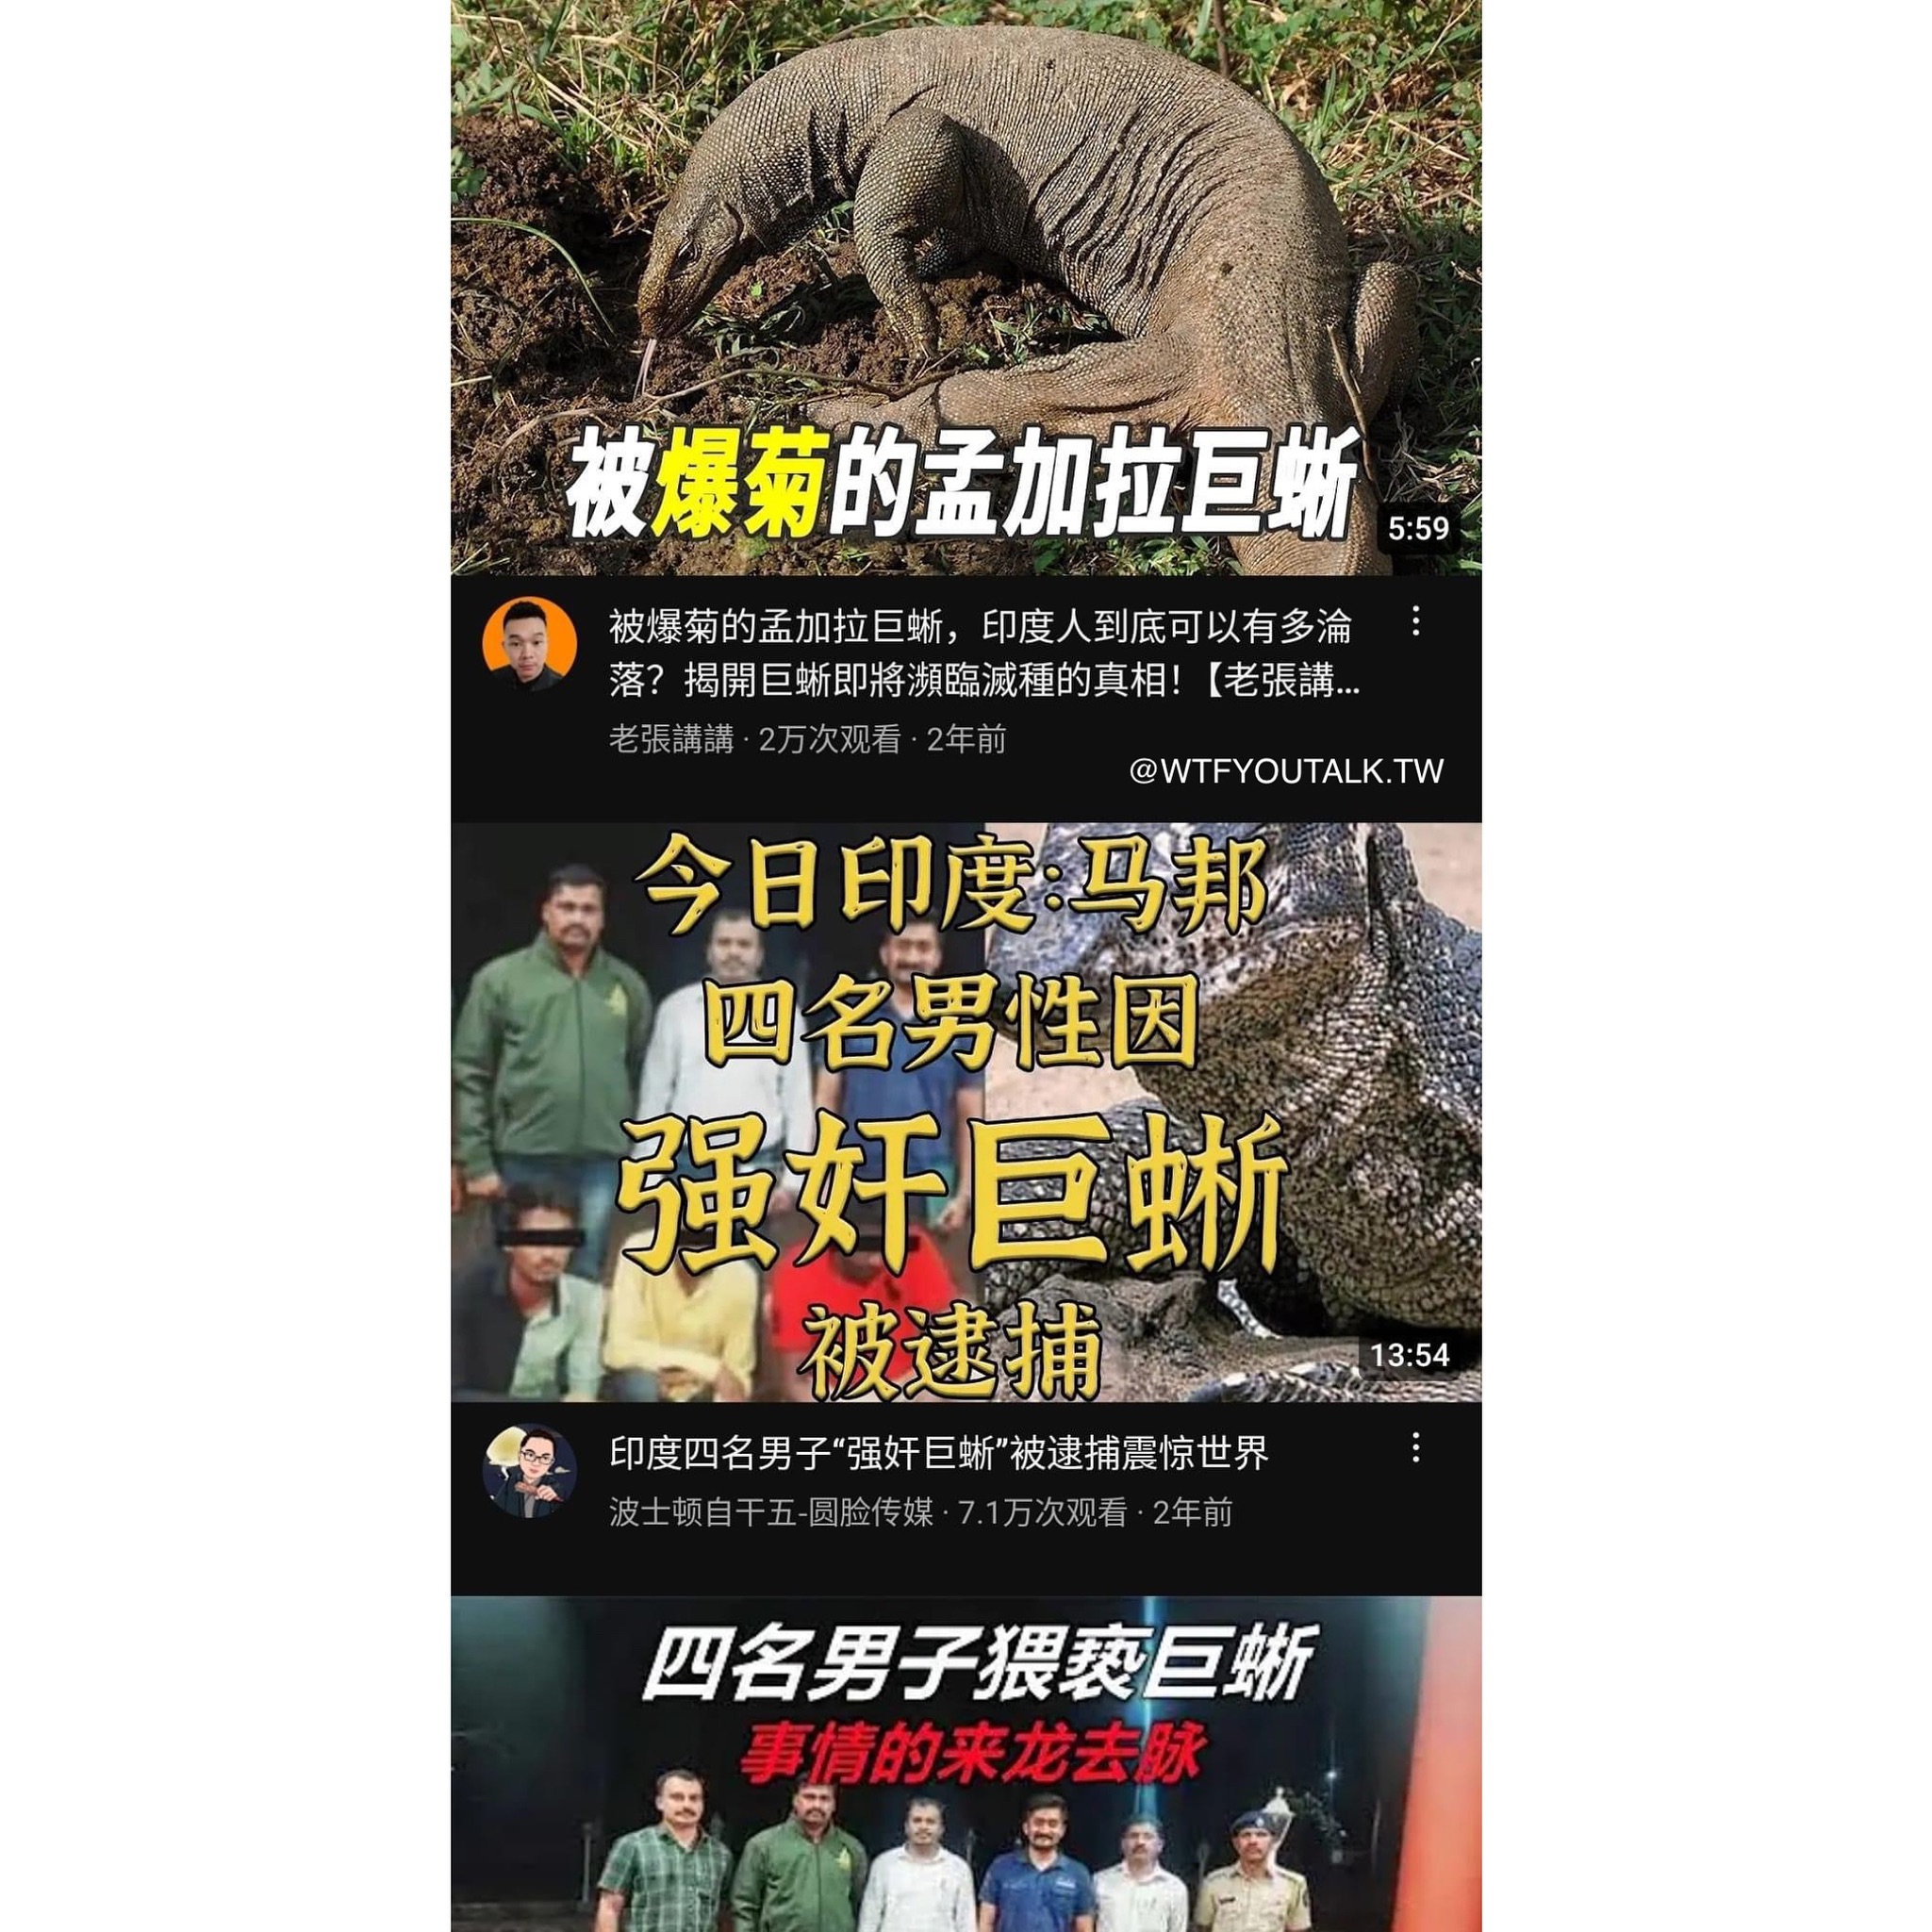 被爆菊的孟加拉巨蜥
5:59
被爆菊的孟加拉巨蜥，印度人到底可以有多淪
落？揭開巨蜥即將瀕臨滅種的真相！【老張講...
老張講講 · 2万次观看 · 2年前
@WTFYOUTALK.TW
今日印度:马邦
四名男性因
强奸巨蜥
被逮捕
13:54
印度四名男子“强奸巨蜥”被逮捕震惊世界
波士顿自干五-圆脸传媒 · 7.1万次观看 · 2年前
四名男子猥亵巨蜥
事情的来龙去脉